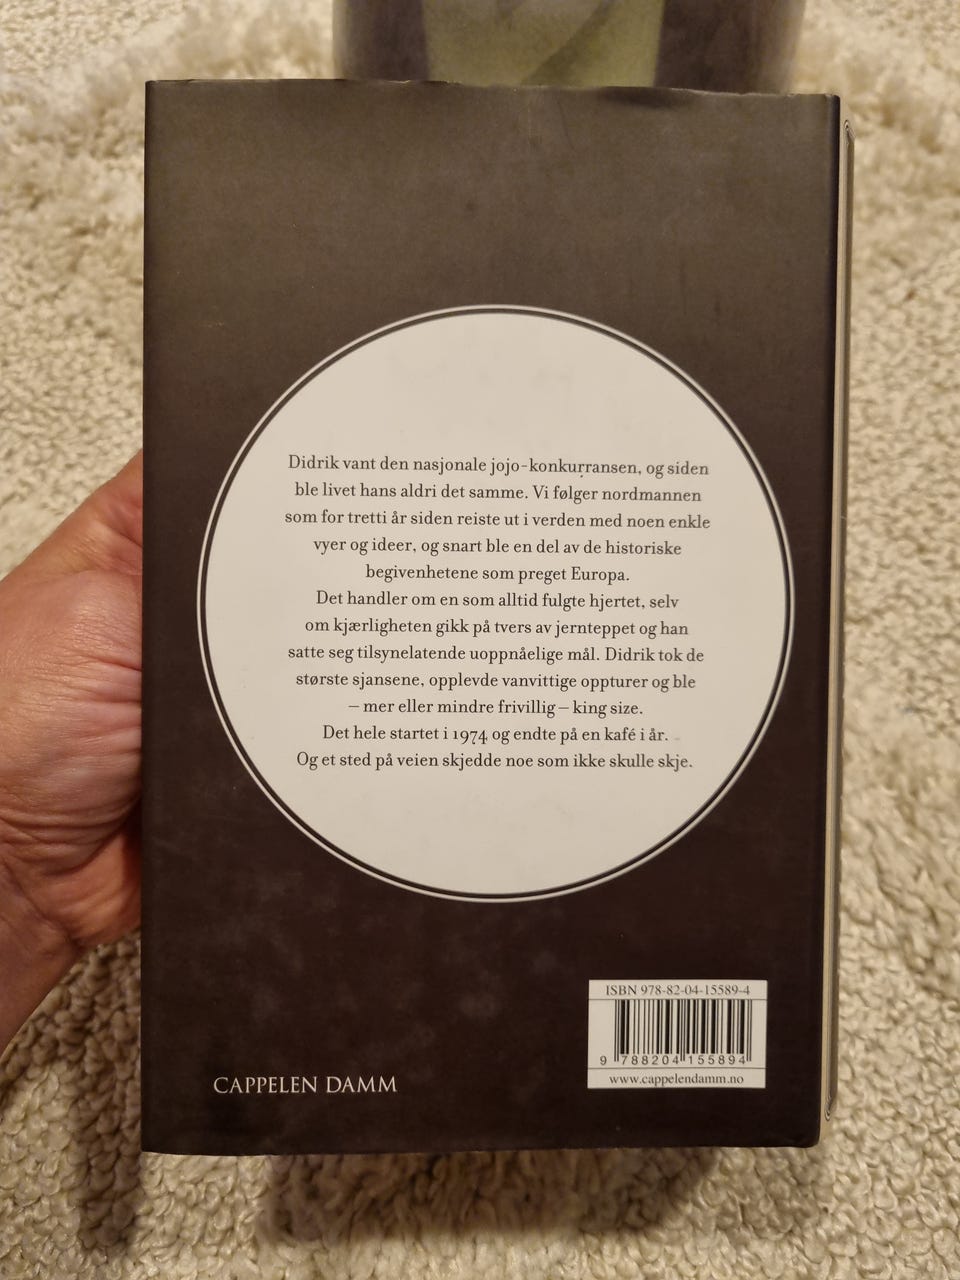 Didrik vant den nasjonale jojo-konkurransen, og siden
ble livet hans aldri det samme. Vi følger nordmannen
som for tretti år siden reiste ut i verden med noen enkle
vyer og ideer, og snart ble en del av de historiske
begivenhetene som preget Europa.
Det handler om en som alltid fulgte hjertet, selv
om kjærligheten gikk på tvers av jernteppet og han
satte seg tilsynelatende uoppnåelige mål. Didrik tok de
største sjansene, opplevde vanvittige oppturer og ble
– mer eller mindre frivillig – king size.
Det hele startet i 1974 og endte på en kafé i år.
Og et sted på veien skjedde noe som ikke skulle skje.
ISBN 978-82-04-15589-4
9 788204 155894
www.cappelendamm.no
CAPPELEN DAMM